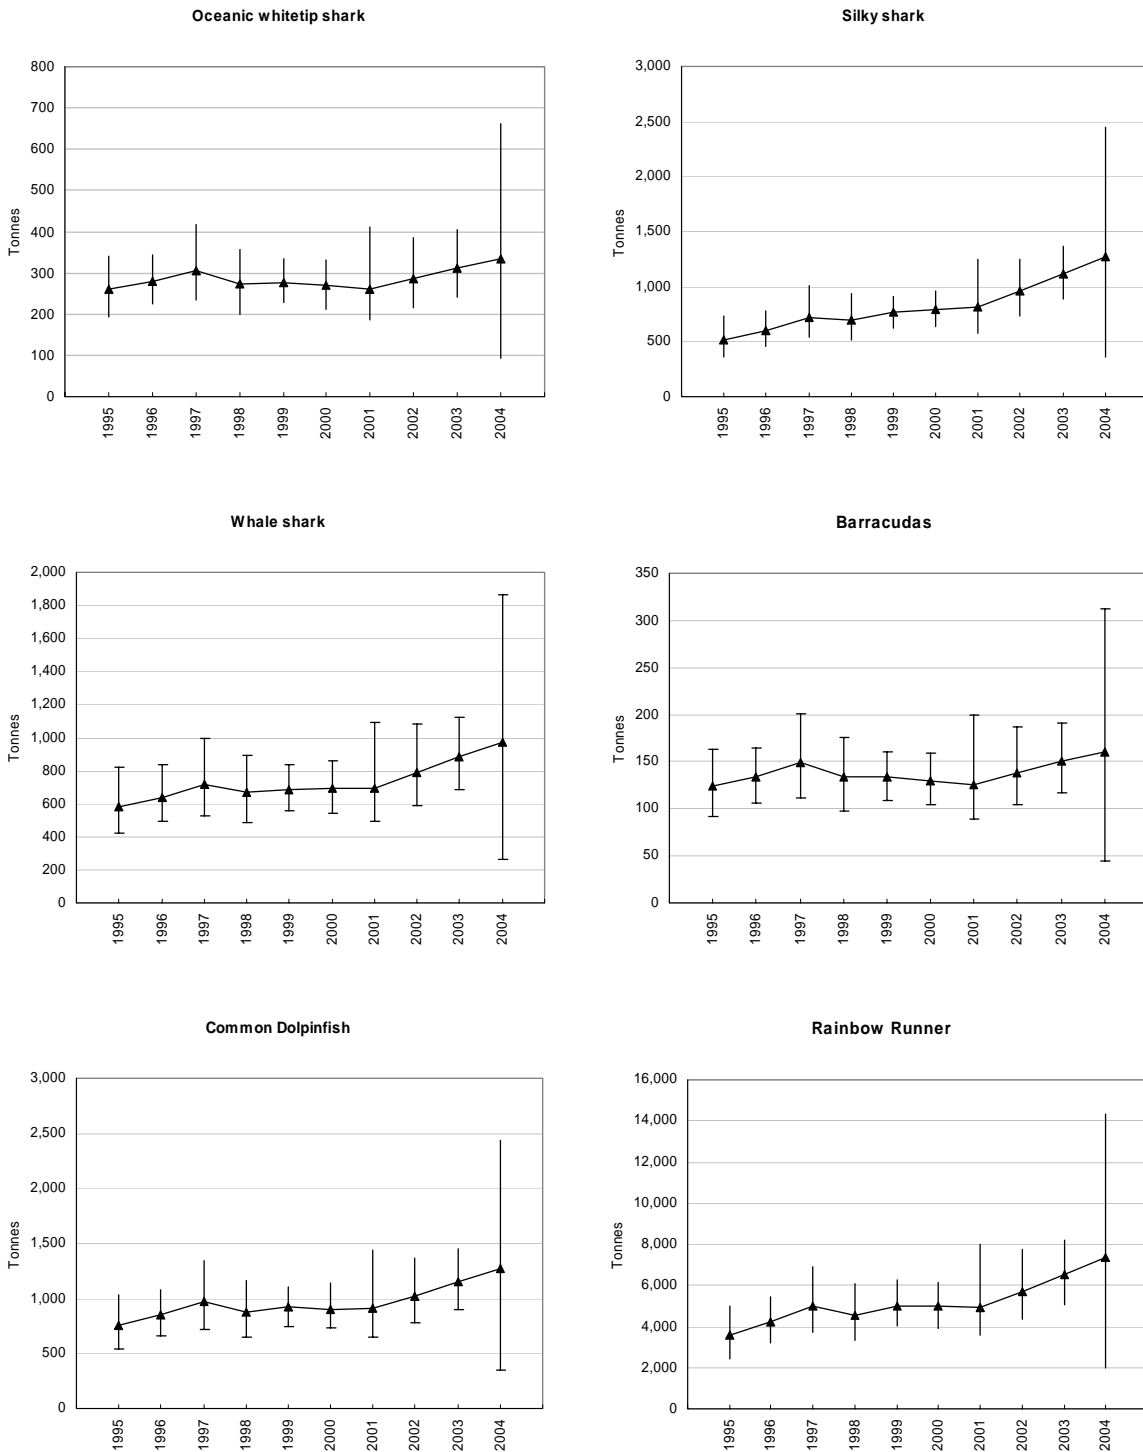 Oceanic whitetip shark
800
700
600
500
400
300
200
100
0
Tonnes
1995 1996 1997 1998 1999 2000 2001 2002 2003 2004
Silky shark
3,000
2,500
2,000
1,500
1,000
500
0
Tonnes
1995 1996 1997 1998 1999 2000 2001 2002 2003 2004
Whale shark
2,000
1,800
1,600
1,400
1,200
1,000
800
600
400
200
0
Tonnes
1995 1996 1997 1998 1999 2000 2001 2002 2003 2004
Barracudas
350
300
250
200
150
100
50
0
Tonnes
1995 1996 1997 1998 1999 2000 2001 2002 2003 2004
Common Dolpinfish
3,000
2,500
2,000
1,500
1,000
500
0
Tonnes
1995 1996 1997 1998 1999 2000 2001 2002 2003 2004
Rainbow Runner
16,000
14,000
12,000
10,000
8,000
6,000
4,000
2,000
0
Tonnes
1995 1996 1997 1998 1999 2000 2001 2002 2003 2004